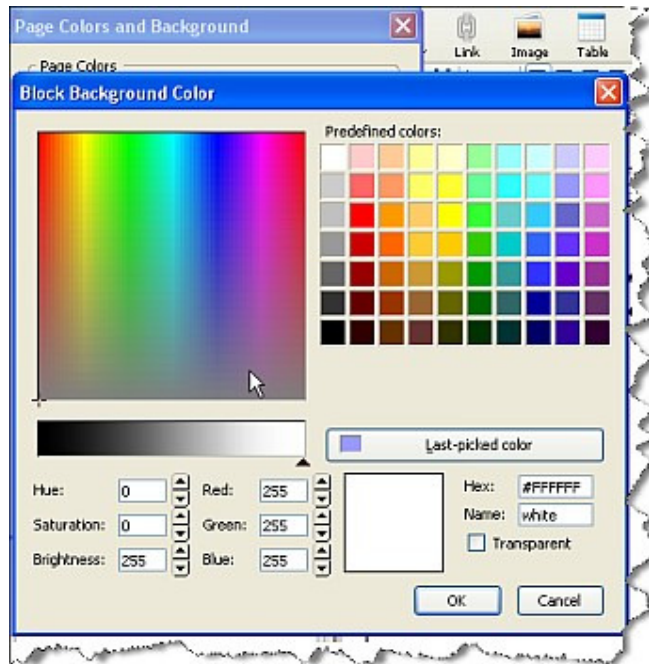 Page Colors and Background
Link Image Table
Page Colors
Block Background Color
Predefined colors:
Last-picked color
Hue: 0 Red: 255 Hex: #FFFFFF
Saturation: 0 Green: 255 Name: white
Brightness: 255 Blue: 255 Transparent
OK Cancel